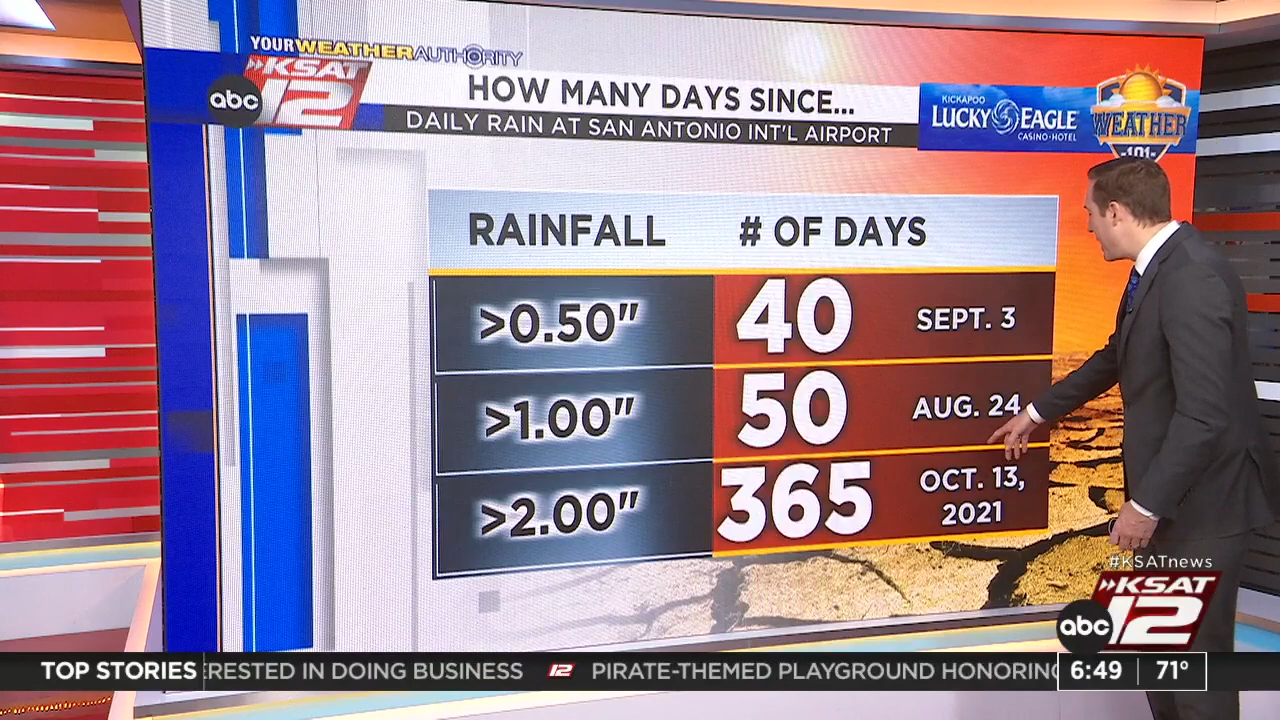 YOUR WEATHER AUTHORITY
KSAT
abc 12
HOW MANY DAYS SINCE...
DAILY RAIN AT SAN ANTONIO INT'L AIRPORT
KICKAPOO
LUCKY EAGLE
CASINO·HOTEL
WEATHER
-101-
RAINFALL # OF DAYS
>0.50" 40 SEPT. 3
>1.00" 50 AUG. 24
>2.00" 365 OCT. 13,
2021
#KSATnews
KSAT
abc 12
TOP STORIES ERESTED IN DOING BUSINESS 12 PIRATE-THEMED PLAYGROUND HONORING 6:49 71°